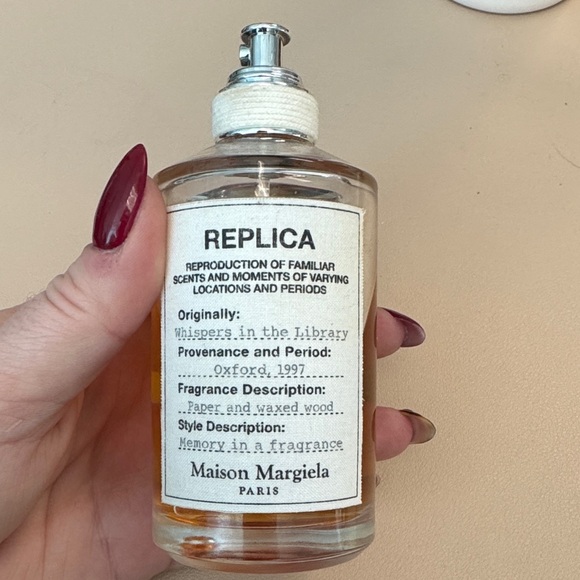 REPLICA
REPRODUCTION OF FAMILIAR
SCENTS AND MOMENTS OF VARYING
LOCATIONS AND PERIODS
Originally:
Whispers in the Library
Provenance and Period:
Oxford, 1997
Fragrance Description:
Paper and waxed wood
Style Description:
Memory in a fragrance
Maison Margiela
PARIS